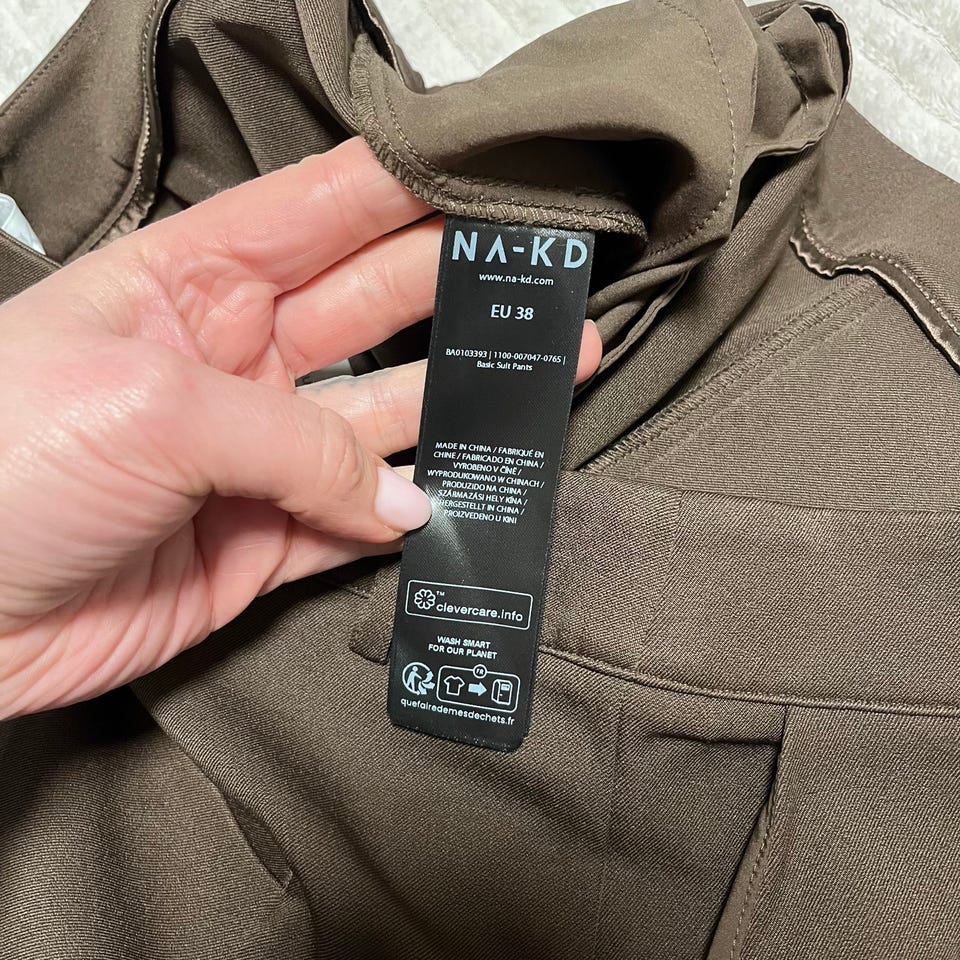 NA-KD
www.na-kd.com
EU 38
BA0103393 | 1100-007047-0765 |
Basic Suit Pants
MADE IN CHINA / FABRIQUÉ EN
CHINE / FABRICADO EN CHINA /
VYROBENO V ČÍNĚ /
WYPRODUKOWANO W CHINACH /
PRODUZIDO NA CHINA /
SZÁRMAZÁSI HELY KÍNA /
HERGESTELLT IN CHINA /
PROIZVEDENO U KINI
™
clevercare.info
WASH SMART
FOR OUR PLANET
FR
quefairedemesdechets.fr